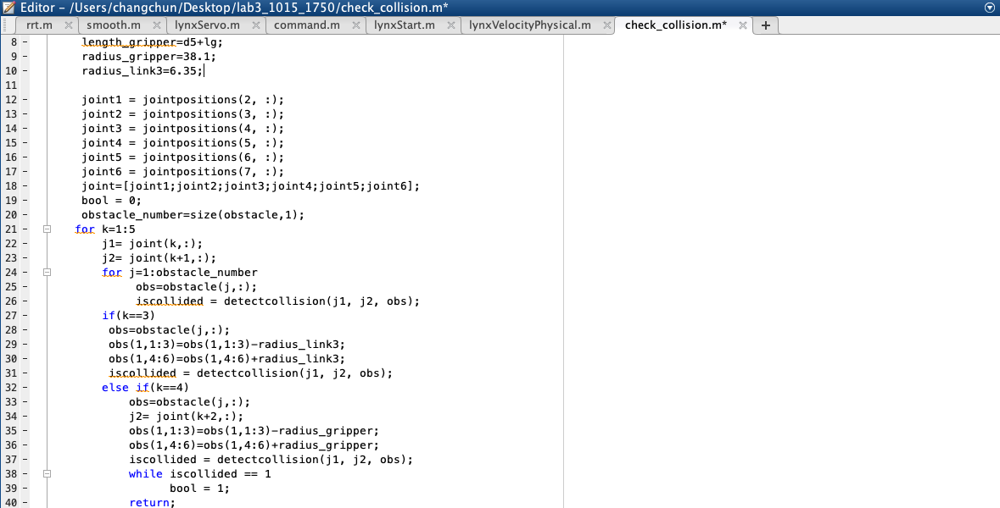 Editor – /Users/changchun/Desktop/lab3_1015_1750/check_collision.m*
rrt.m smooth.m lynxServo.m command.m lynxStart.m lynxVelocityPhysical.m check_collision.m* +
8 – length_gripper=d5+lg;
9 – radius_gripper=38.1;
10 – radius_link3=6.35;
11
12 – joint1 = jointpositions(2, :);
13 – joint2 = jointpositions(3, :);
14 – joint3 = jointpositions(4, :);
15 – joint4 = jointpositions(5, :);
16 – joint5 = jointpositions(6, :);
17 – joint6 = jointpositions(7, :);
18 – joint=[joint1;joint2;joint3;joint4;joint5;joint6];
19 – bool = 0;
20 – obstacle_number=size(obstacle,1);
21 – for k=1:5
22 – j1= joint(k,:);
23 – j2= joint(k+1,:);
24 – for j=1:obstacle_number
25 – obs=obstacle(j,:);
26 – iscollided = detectcollision(j1, j2, obs);
27 – if(k==3)
28 – obs=obstacle(j,:);
29 – obs(1,1:3)=obs(1,1:3)-radius_link3;
30 – obs(1,4:6)=obs(1,4:6)+radius_link3;
31 – iscollided = detectcollision(j1, j2, obs);
32 – else if(k==4)
33 – obs=obstacle(j,:);
34 – j2= joint(k+2,:);
35 – obs(1,1:3)=obs(1,1:3)-radius_gripper;
36 – obs(1,4:6)=obs(1,4:6)+radius_gripper;
37 – iscollided = detectcollision(j1, j2, obs);
38 – while iscollided == 1
39 – bool = 1;
40 – return;